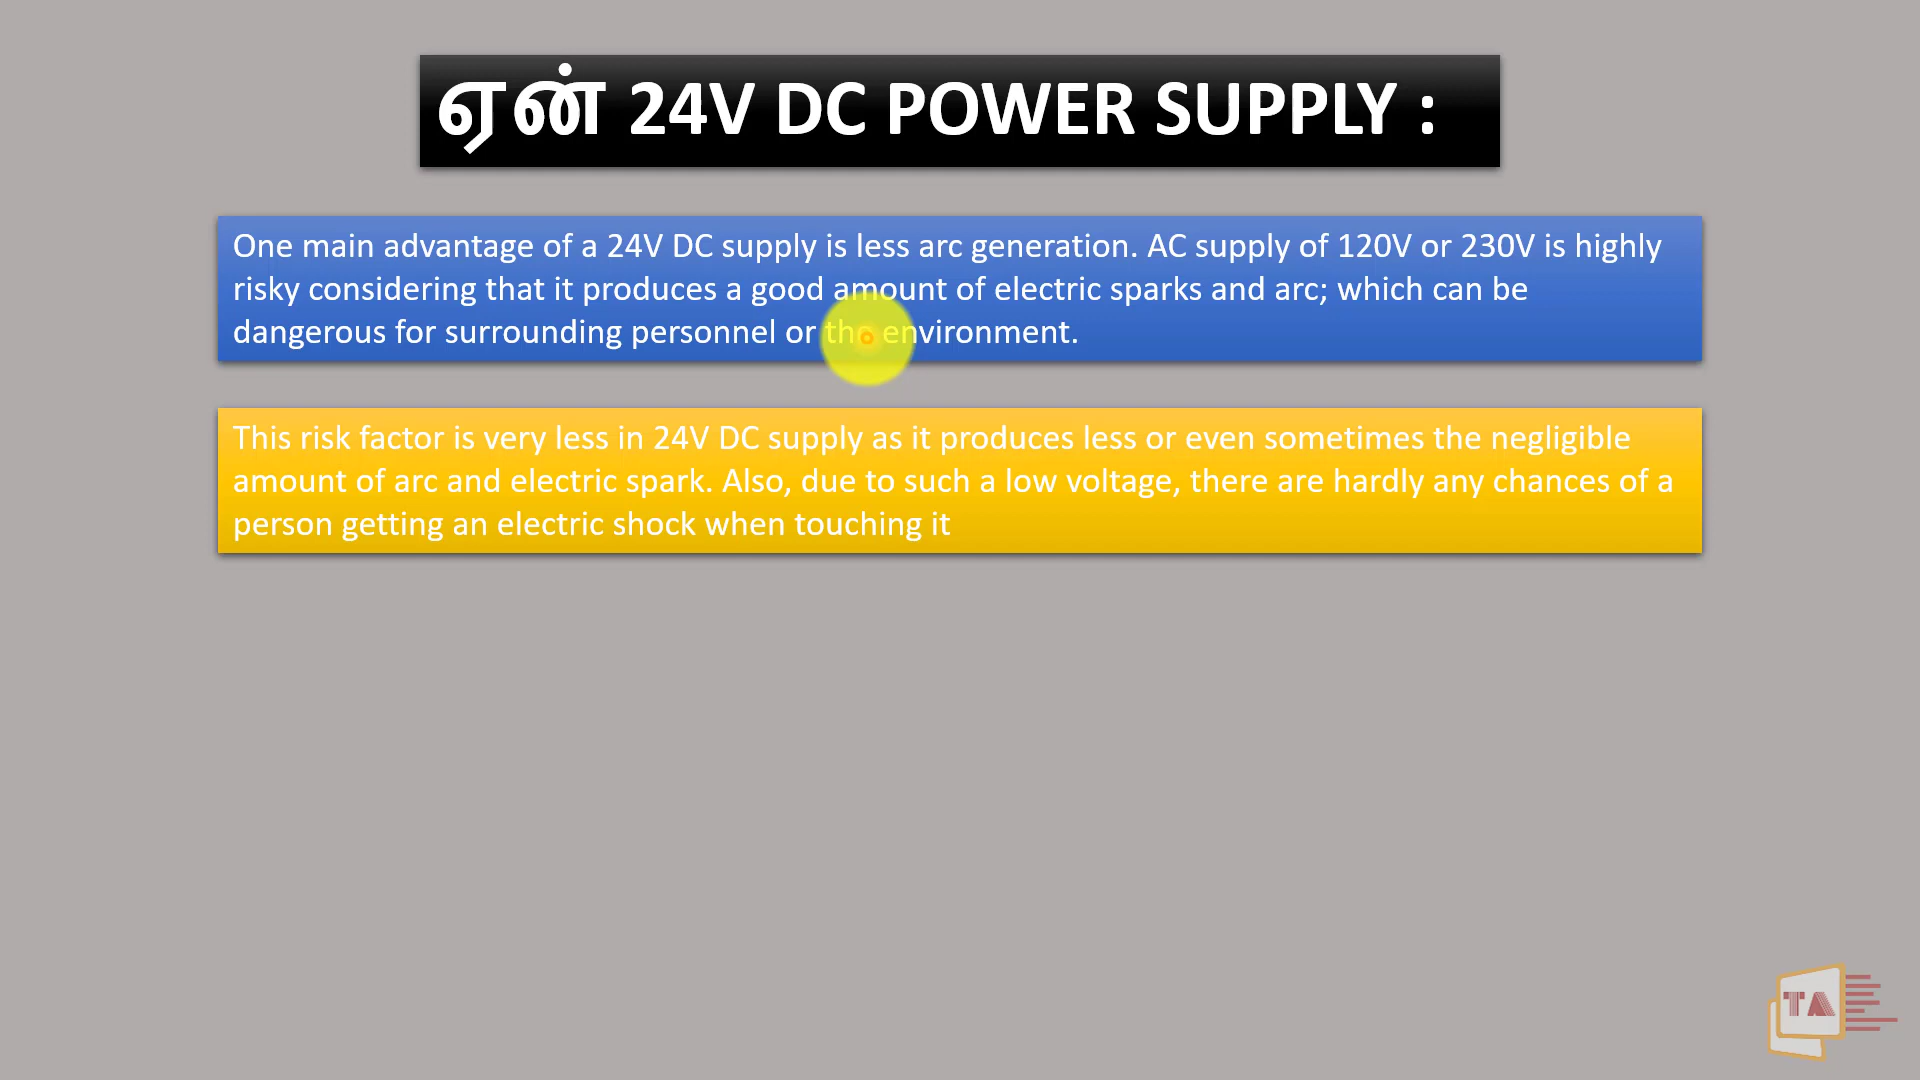 ஏன் 24V DC POWER SUPPLY :
One main advantage of a 24V DC supply is less arc generation. AC supply of 120V or 230V is highly
risky considering that it produces a good amount of electric sparks and arc; which can be
dangerous for surrounding personnel or the environment.
This risk factor is very less in 24V DC supply as it produces less or even sometimes the negligible
amount of arc and electric spark. Also, due to such a low voltage, there are hardly any chances of a
person getting an electric shock when touching it
TA